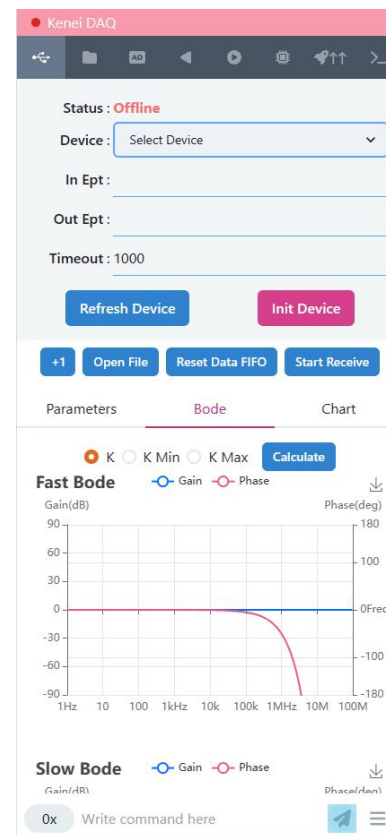 Kenei DAQ
AD
↑↑ >_
Status : Offline
Device : Select Device
In Ept :
Out Ept :
Timeout : 1000
Refresh Device Init Device
+1 Open File Reset Data FIFO Start Receive
Parameters Bode Chart
K K Min K Max Calculate
Fast Bode Gain Phase
Gain(dB) Phase(deg)
90 180
60 100
30
0 0Freq
-30
-60 -100
-90 -180
1Hz 10 100 1kHz 10k 100k 1MHz 10M 100M
Slow Bode Gain Phase
Gain(dB) Phase(deg)
0x Write command here